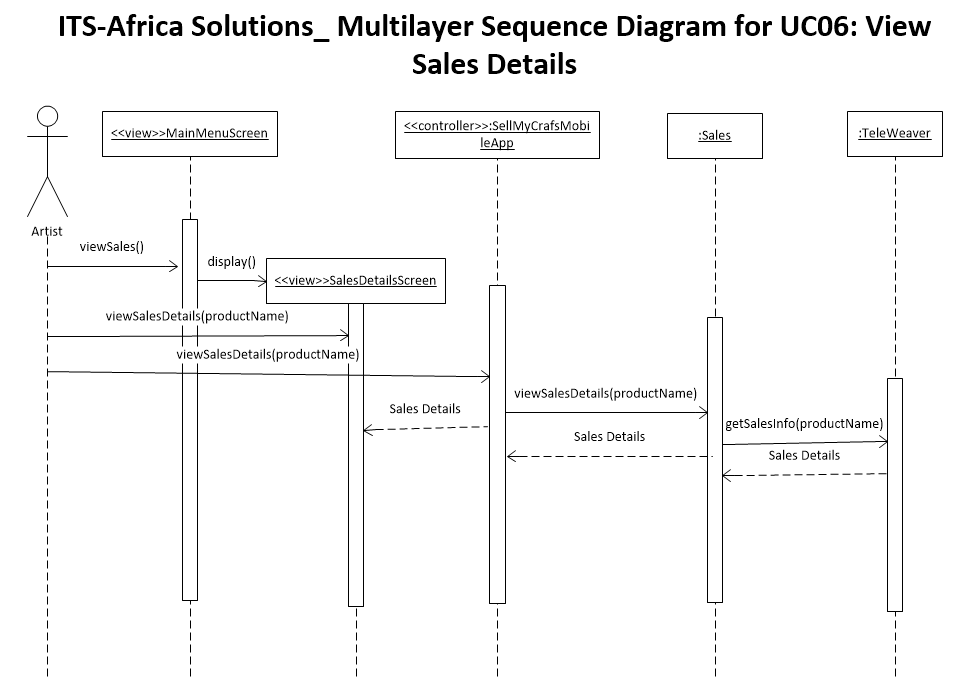 ITS-Africa Solutions_ Multilayer Sequence Diagram for UC06: View
Sales Details
<<view>>MainMenuScreen
<<controller>>:SellMyCrafsMobi
leApp
:Sales
:TeleWeaver
Artist
viewSales()
display()
<<view>>SalesDetailsScreen
viewSalesDetails(productName)
viewSalesDetails(productName)
viewSalesDetails(productName)
Sales Details
getSalesInfo(productName)
Sales Details
Sales Details